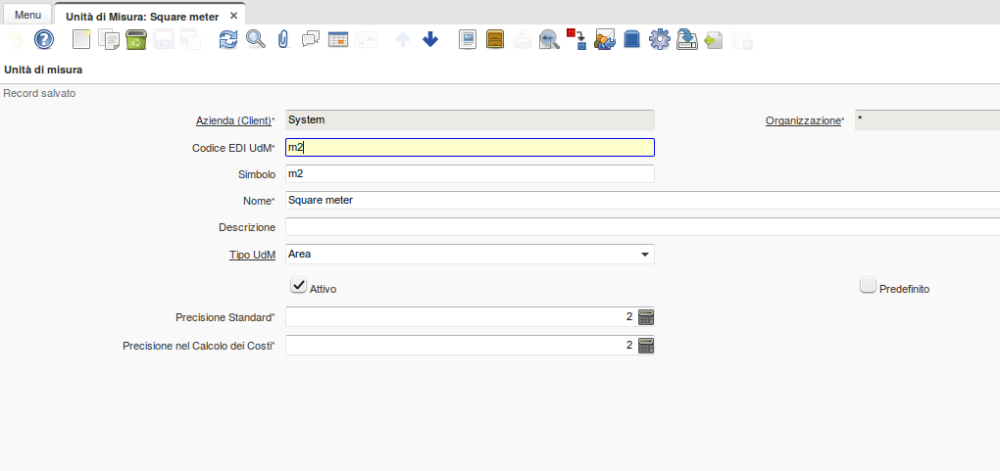 Menu
Unità di Misura: Square meter ×
Unità di misura
Record salvato
Azienda (Client)* System Organizzazione* *
Codice EDI UdM* m2
Simbolo m2
Nome* Square meter
Descrizione
Tipo UdM Area
Attivo Predefinito
Precisione Standard* 2
Precisione nel Calcolo dei Costi* 2